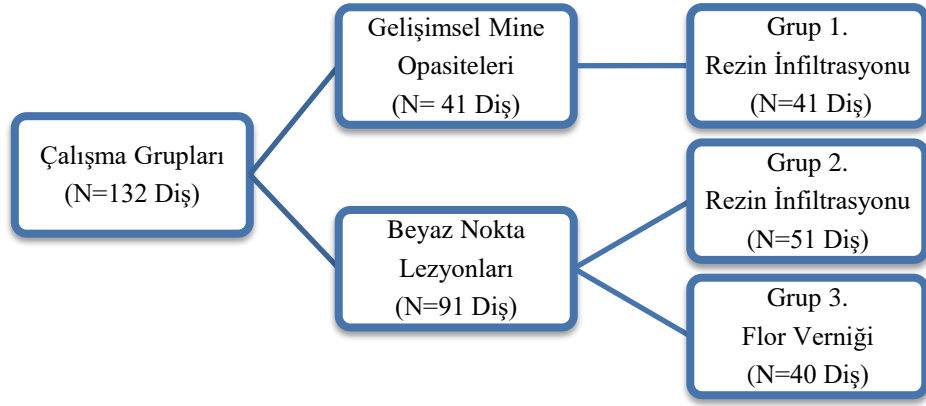 Çalışma Grupları
(N=132 Diş)
Gelişimsel Mine
Opasiteleri
(N= 41 Diş)
Beyaz Nokta
Lezyonları
(N=91 Diş)
Grup 1.
Rezin İnfiltrasyonu
(N=41 Diş)
Grup 2.
Rezin İnfiltrasyonu
(N=51 Diş)
Grup 3.
Flor Verniği
(N=40 Diş)